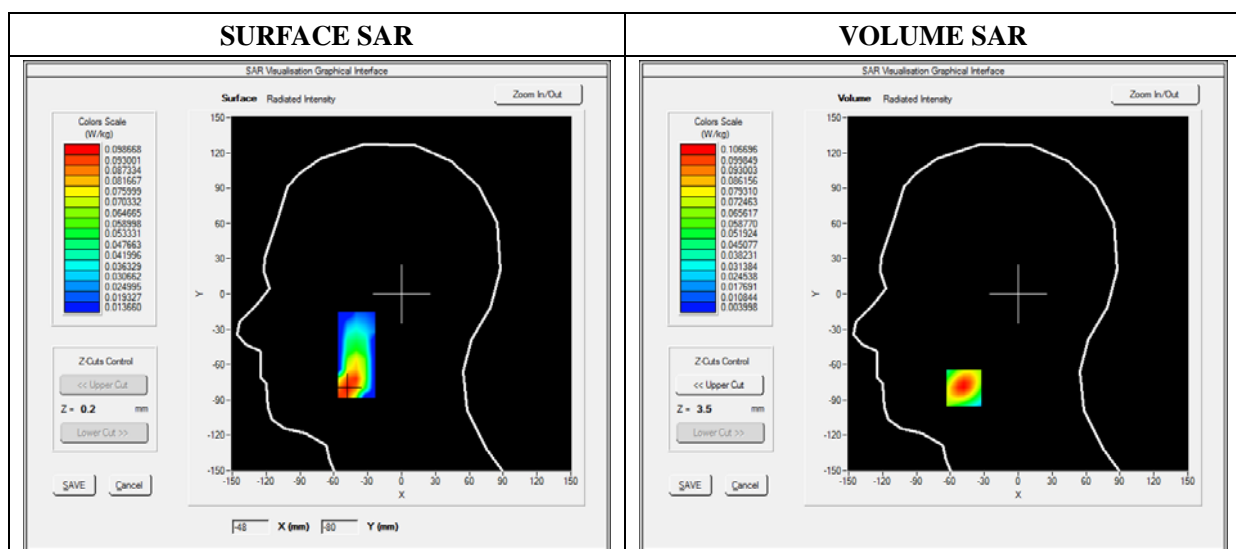 SURFACE SAR
VOLUME SAR
SAR Visualisation Graphical Interface
Surface Radiated Intensity
Zoom In/Out
Colors Scale
(W/kg)
0.098668
0.093001
0.087334
0.081667
0.075999
0.070332
0.064665
0.058998
0.053331
0.047663
0.041996
0.036329
0.030662
0.024995
0.019327
0.013660
Z-Cuts Control
<< Upper Cut
Z = 0.2 mm
Lower Cut >>
SAVE Cancel
150
120
90
60
30
0
-30
-60
-90
-120
-150
Y
-150 -120 -90 -60 -30 0 30 60 90 120 150
X
-48 X (mm) -80 Y (mm)
SAR Visualisation Graphical Interface
Volume Radiated Intensity
Zoom In/Out
Colors Scale
(W/kg)
0.106696
0.099849
0.093003
0.086156
0.079310
0.072463
0.065617
0.058770
0.051924
0.045077
0.038231
0.031384
0.024538
0.017691
0.010844
0.003998
Z-Cuts Control
<< Upper Cut
Z = 3.5 mm
Lower Cut >>
SAVE Cancel
150
120
90
60
30
0
-30
-60
-90
-120
-150
Y
-150 -120 -90 -60 -30 0 30 60 90 120 150
X